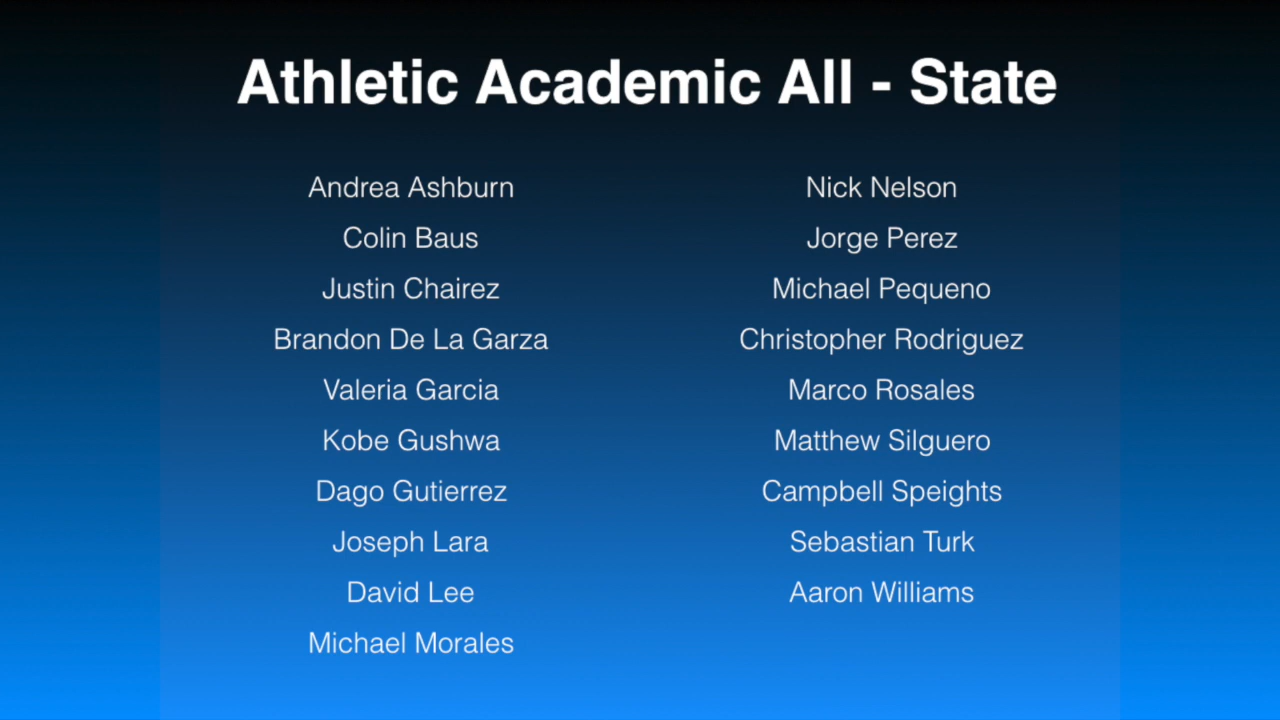 Athletic Academic All - State
Andrea Ashburn
Colin Baus
Justin Chairez
Brandon De La Garza
Valeria Garcia
Kobe Gushwa
Dago Gutierrez
Joseph Lara
David Lee
Michael Morales
Nick Nelson
Jorge Perez
Michael Pequeno
Christopher Rodriguez
Marco Rosales
Matthew Silguero
Campbell Speights
Sebastian Turk
Aaron Williams